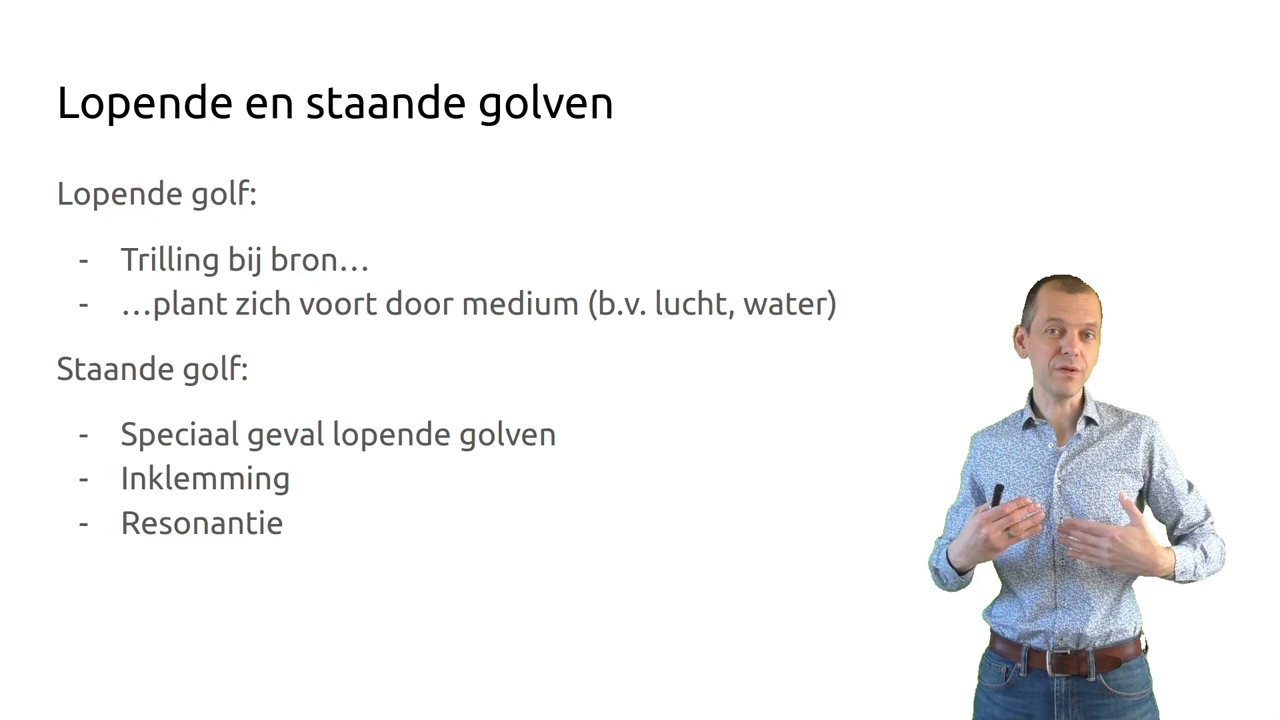 Lopende en staande golven
Lopende golf:
- Trilling bij bron…
- …plant zich voort door medium (b.v. lucht, water)
Staande golf:
- Speciaal geval lopende golven
- Inklemming
- Resonantie